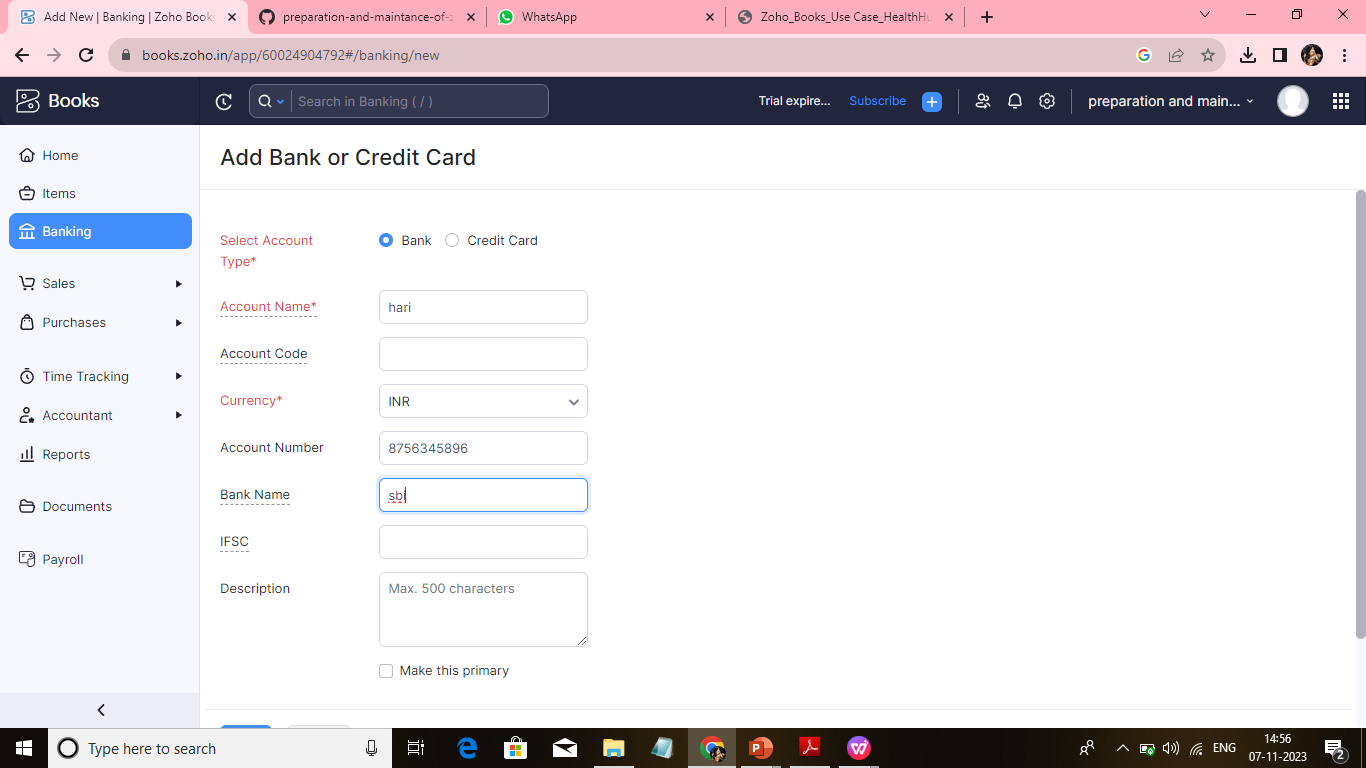 Add New | Banking | Zoho Books
preparation-and-maintance-of-z
WhatsApp
Zoho_Books_Use Case_HealthHu
books.zoho.in/app/60024904792#/banking/new
Books
Search in Banking ( / )
Trial expire...
Subscribe
preparation and main...
Home
Items
Banking
Sales
Purchases
Time Tracking
Accountant
Reports
Documents
Payroll
Add Bank or Credit Card
Select Account
Type*
Bank
Credit Card
Account Name*
hari
Account Code
Currency*
INR
Account Number
8756345896
Bank Name
sbi
IFSC
Description
Max. 500 characters
Make this primary
Type here to search
ENG
14:56
07-11-2023
2